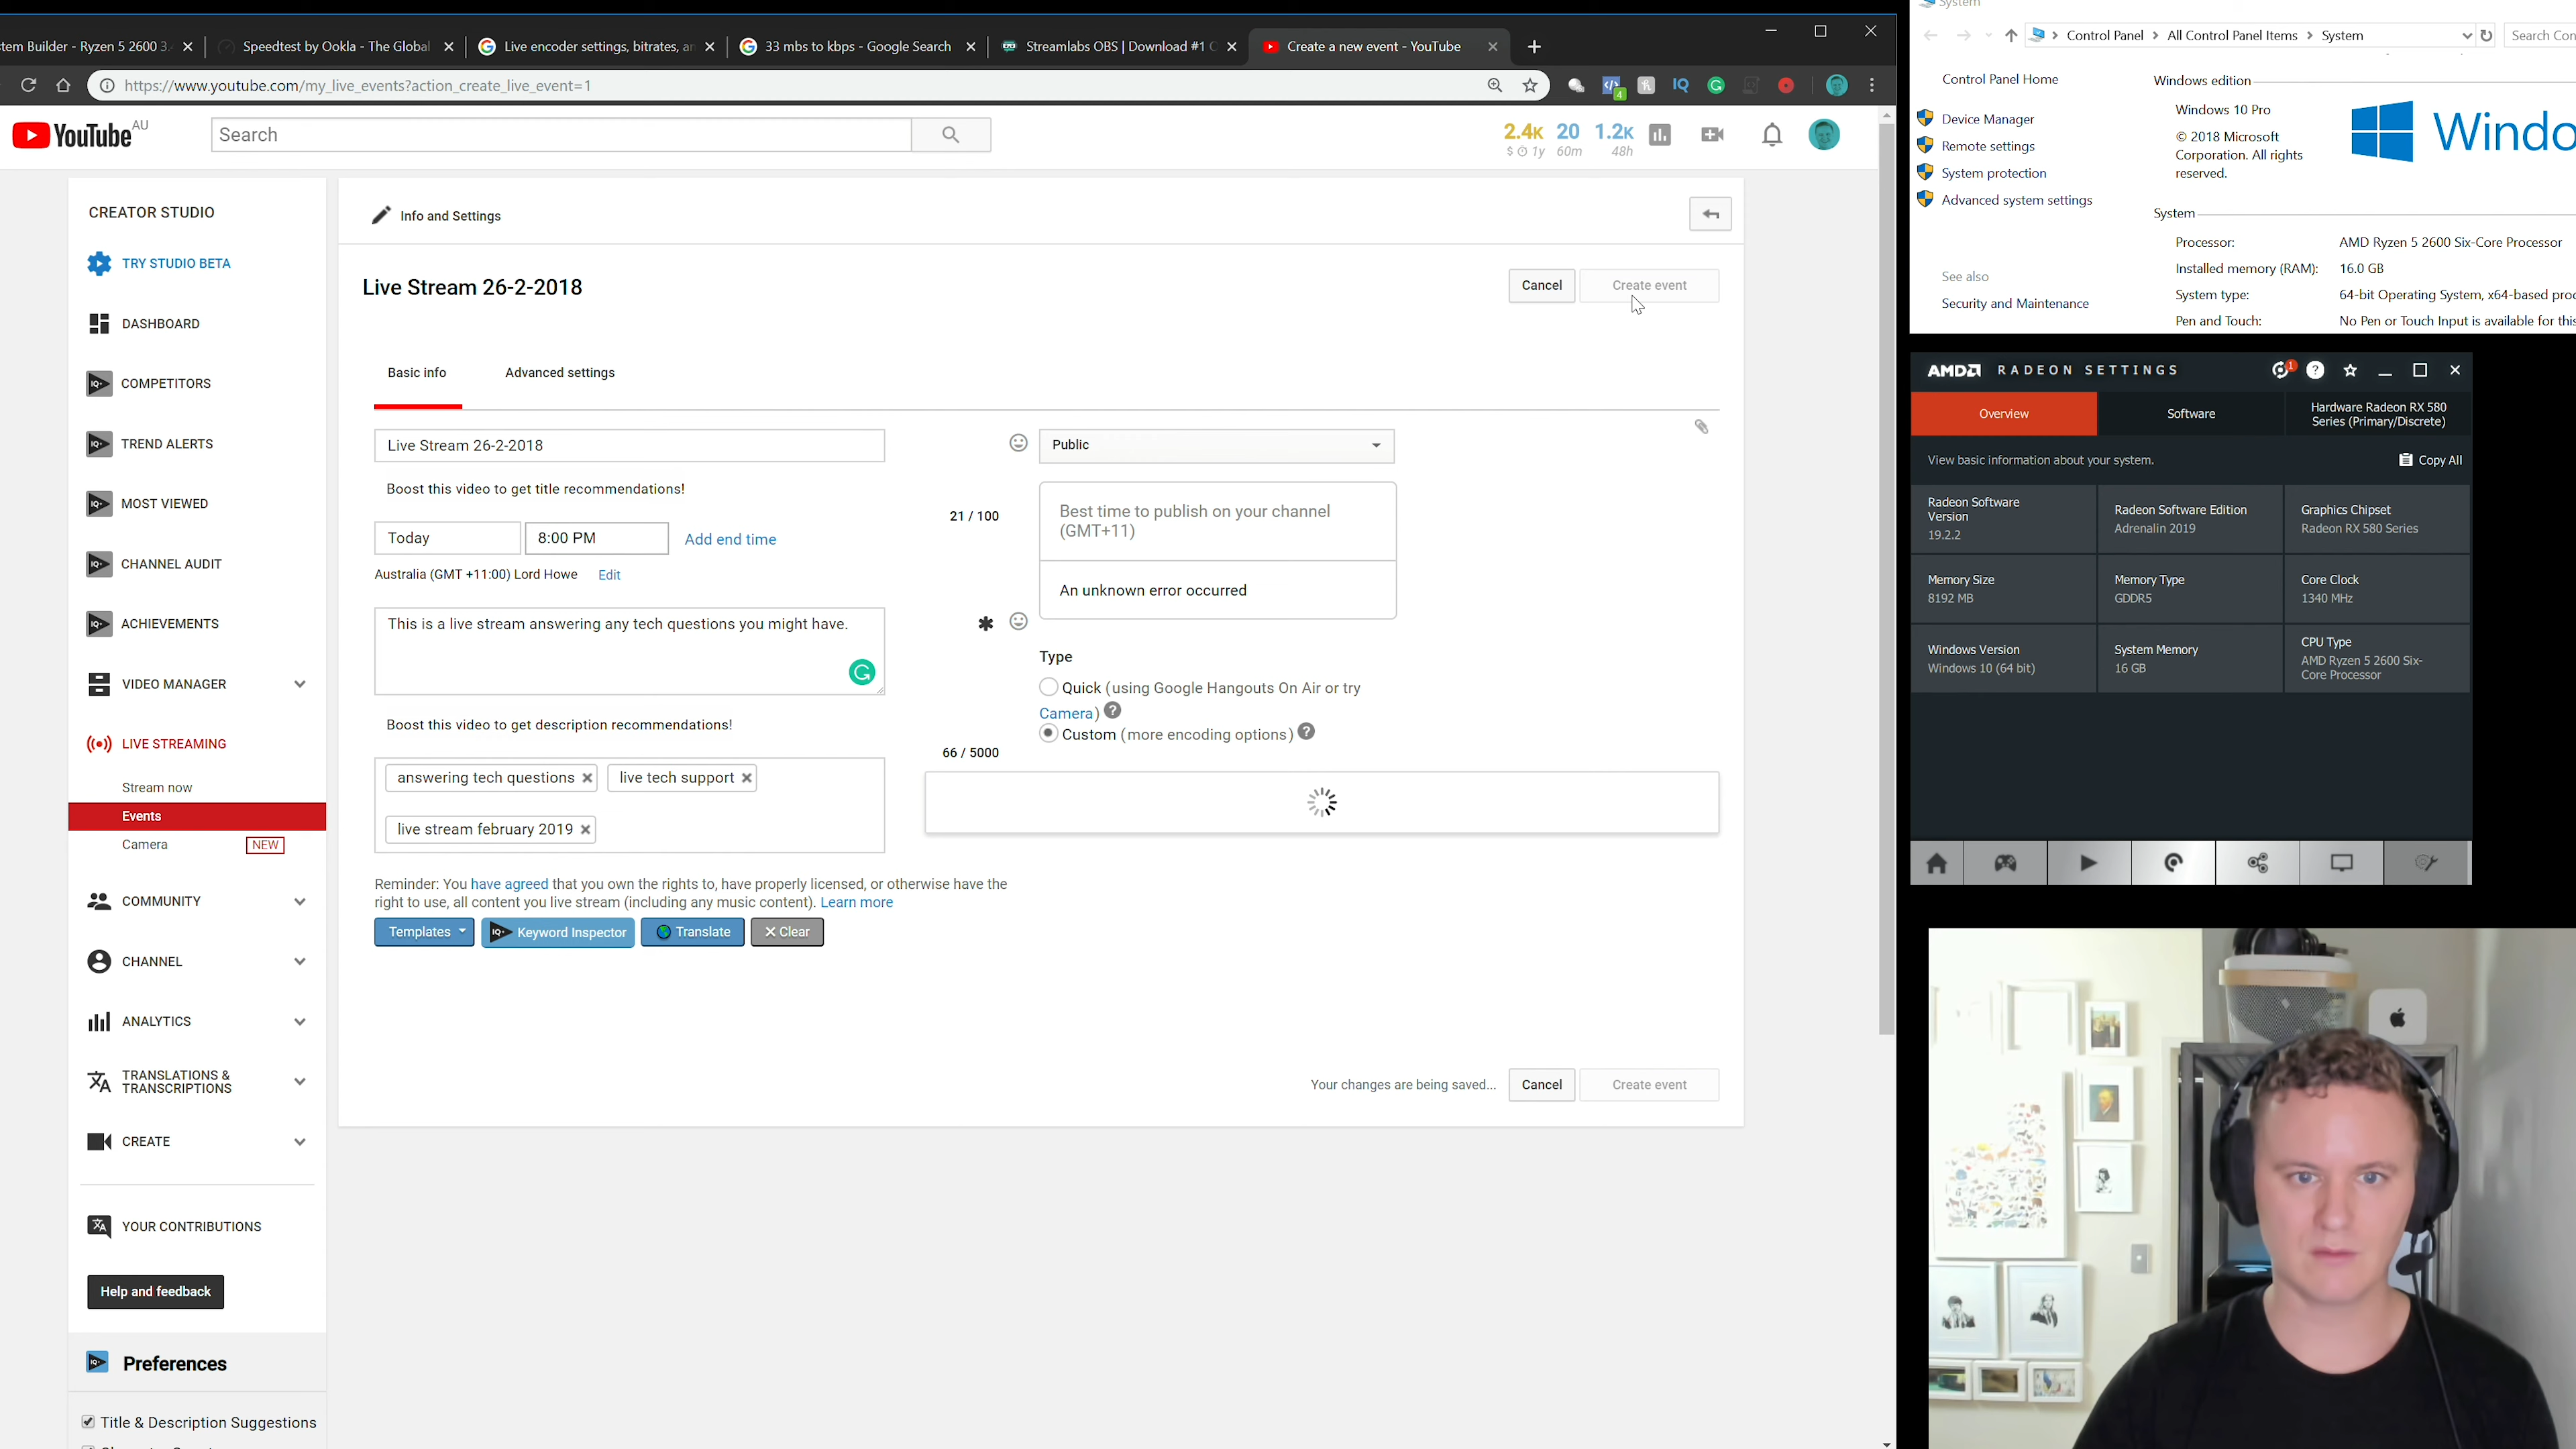 tem Builder - Ryzen 5 2600 3.
Speedtest by Ookla - The Global
Live encoder settings, bitrates, an
33 mbs to kbps - Google Search
Streamlabs OBS | Download #1 C
Create a new event - YouTube
https://www.youtube.com/my_live_events?action_create_live_event=1
4
IQ
YouTube AU
Search
2.4K
20
1.2K
$ 1y
60m
48h
CREATOR STUDIO
TRY STUDIO BETA
DASHBOARD
COMPETITORS
TREND ALERTS
MOST VIEWED
CHANNEL AUDIT
ACHIEVEMENTS
VIDEO MANAGER
LIVE STREAMING
Stream now
Events
Camera
NEW
COMMUNITY
CHANNEL
ANALYTICS
TRANSLATIONS &
TRANSCRIPTIONS
CREATE
YOUR CONTRIBUTIONS
Help and feedback
Preferences
Title & Description Suggestions
Info and Settings
Live Stream 26-2-2018
Cancel
Create event
Basic info
Advanced settings
Live Stream 26-2-2018
Boost this video to get title recommendations!
21 / 100
Today
8:00 PM
Add end time
Australia (GMT +11:00) Lord Howe
Edit
This is a live stream answering any tech questions you might have.
Boost this video to get description recommendations!
66 / 5000
answering tech questions
live tech support
live stream february 2019
Public
Best time to publish on your channel
(GMT+11)
An unknown error occurred
Type
Quick (using Google Hangouts On Air or try
Camera)
Custom (more encoding options)
Reminder: You have agreed that you own the rights to, have properly licensed, or otherwise have the
right to use, all content you live stream (including any music content). Learn more
Templates
IQ+
Keyword Inspector
Translate
Clear
Your changes are being saved...
Cancel
Create event
System
Control Panel
All Control Panel Items
System
Search Con
Control Panel Home
Device Manager
Remote settings
System protection
Advanced system settings
See also
Security and Maintenance
Windows edition
Windows 10 Pro
© 2018 Microsoft
Corporation. All rights
reserved.
Windo
System
Processor:
AMD Ryzen 5 2600 Six-Core Processor
Installed memory (RAM):
16.0 GB
System type:
64-bit Operating System, x64-based proc
Pen and Touch:
No Pen or Touch Input is available for this
AMD RADEON SETTINGS
1
Overview
Software
Hardware Radeon RX 580
Series (Primary/Discrete)
View basic information about your system.
Copy All
Radeon Software
Version
19.2.2
Radeon Software Edition
Adrenalin 2019
Graphics Chipset
Radeon RX 580 Series
Memory Size
8192 MB
Memory Type
GDDR5
Core Clock
1340 MHz
Windows Version
Windows 10 (64 bit)
System Memory
16 GB
CPU Type
AMD Ryzen 5 2600 Six-
Core Processor